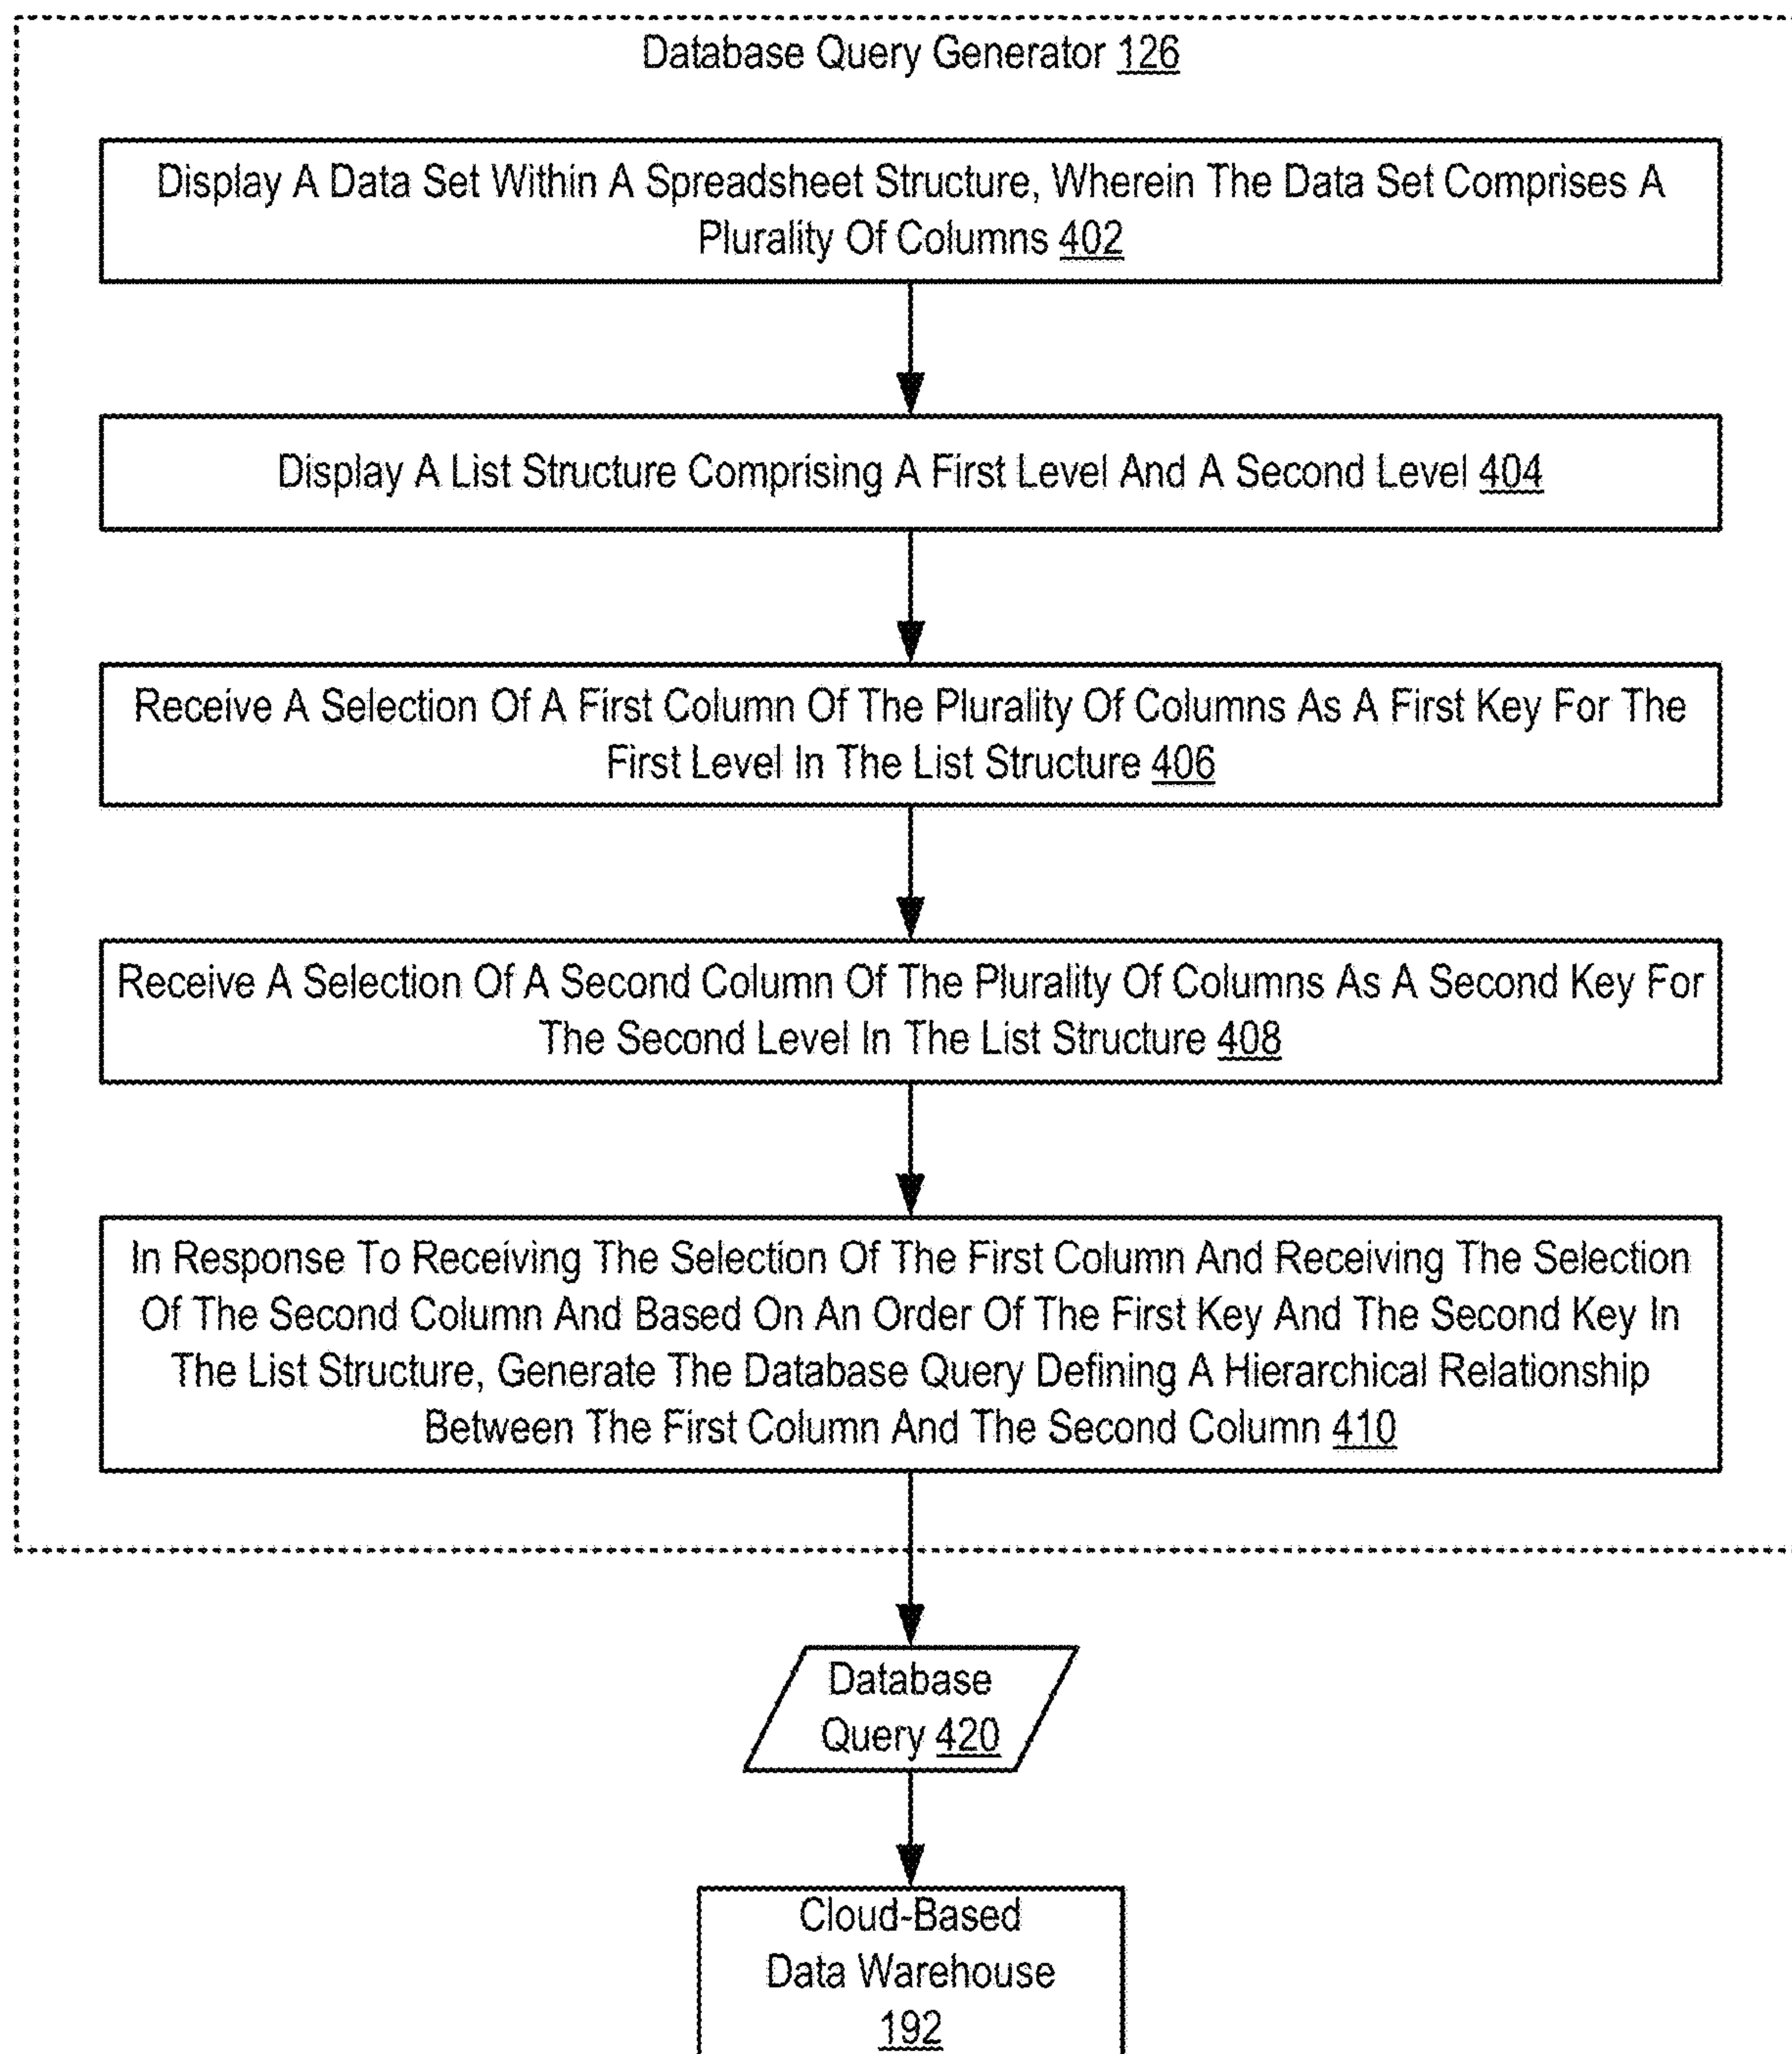 Database Query Generator 126
Display A Data Set Within A Spreadsheet Structure, Wherein The Data Set Comprises A
Plurality Of Columns 402
Display A List Structure Comprising A First Level And A Second Level 404
Receive A Selection Of A First Column Of The Plurality Of Columns As A First Key For The
First Level In The List Structure 406
Receive A Selection Of A Second Column Of The Plurality Of Columns As A Second Key For
The Second Level In The List Structure 408
In Response To Receiving The Selection Of The First Column And Receiving The Selection
Of The Second Column And Based On An Order Of The First Key And The Second Key In
The List Structure, Generate The Database Query Defining A Hierarchical Relationship
Between The First Column And The Second Column 410
Database
Query 420
Cloud-Based
Data Warehouse
192